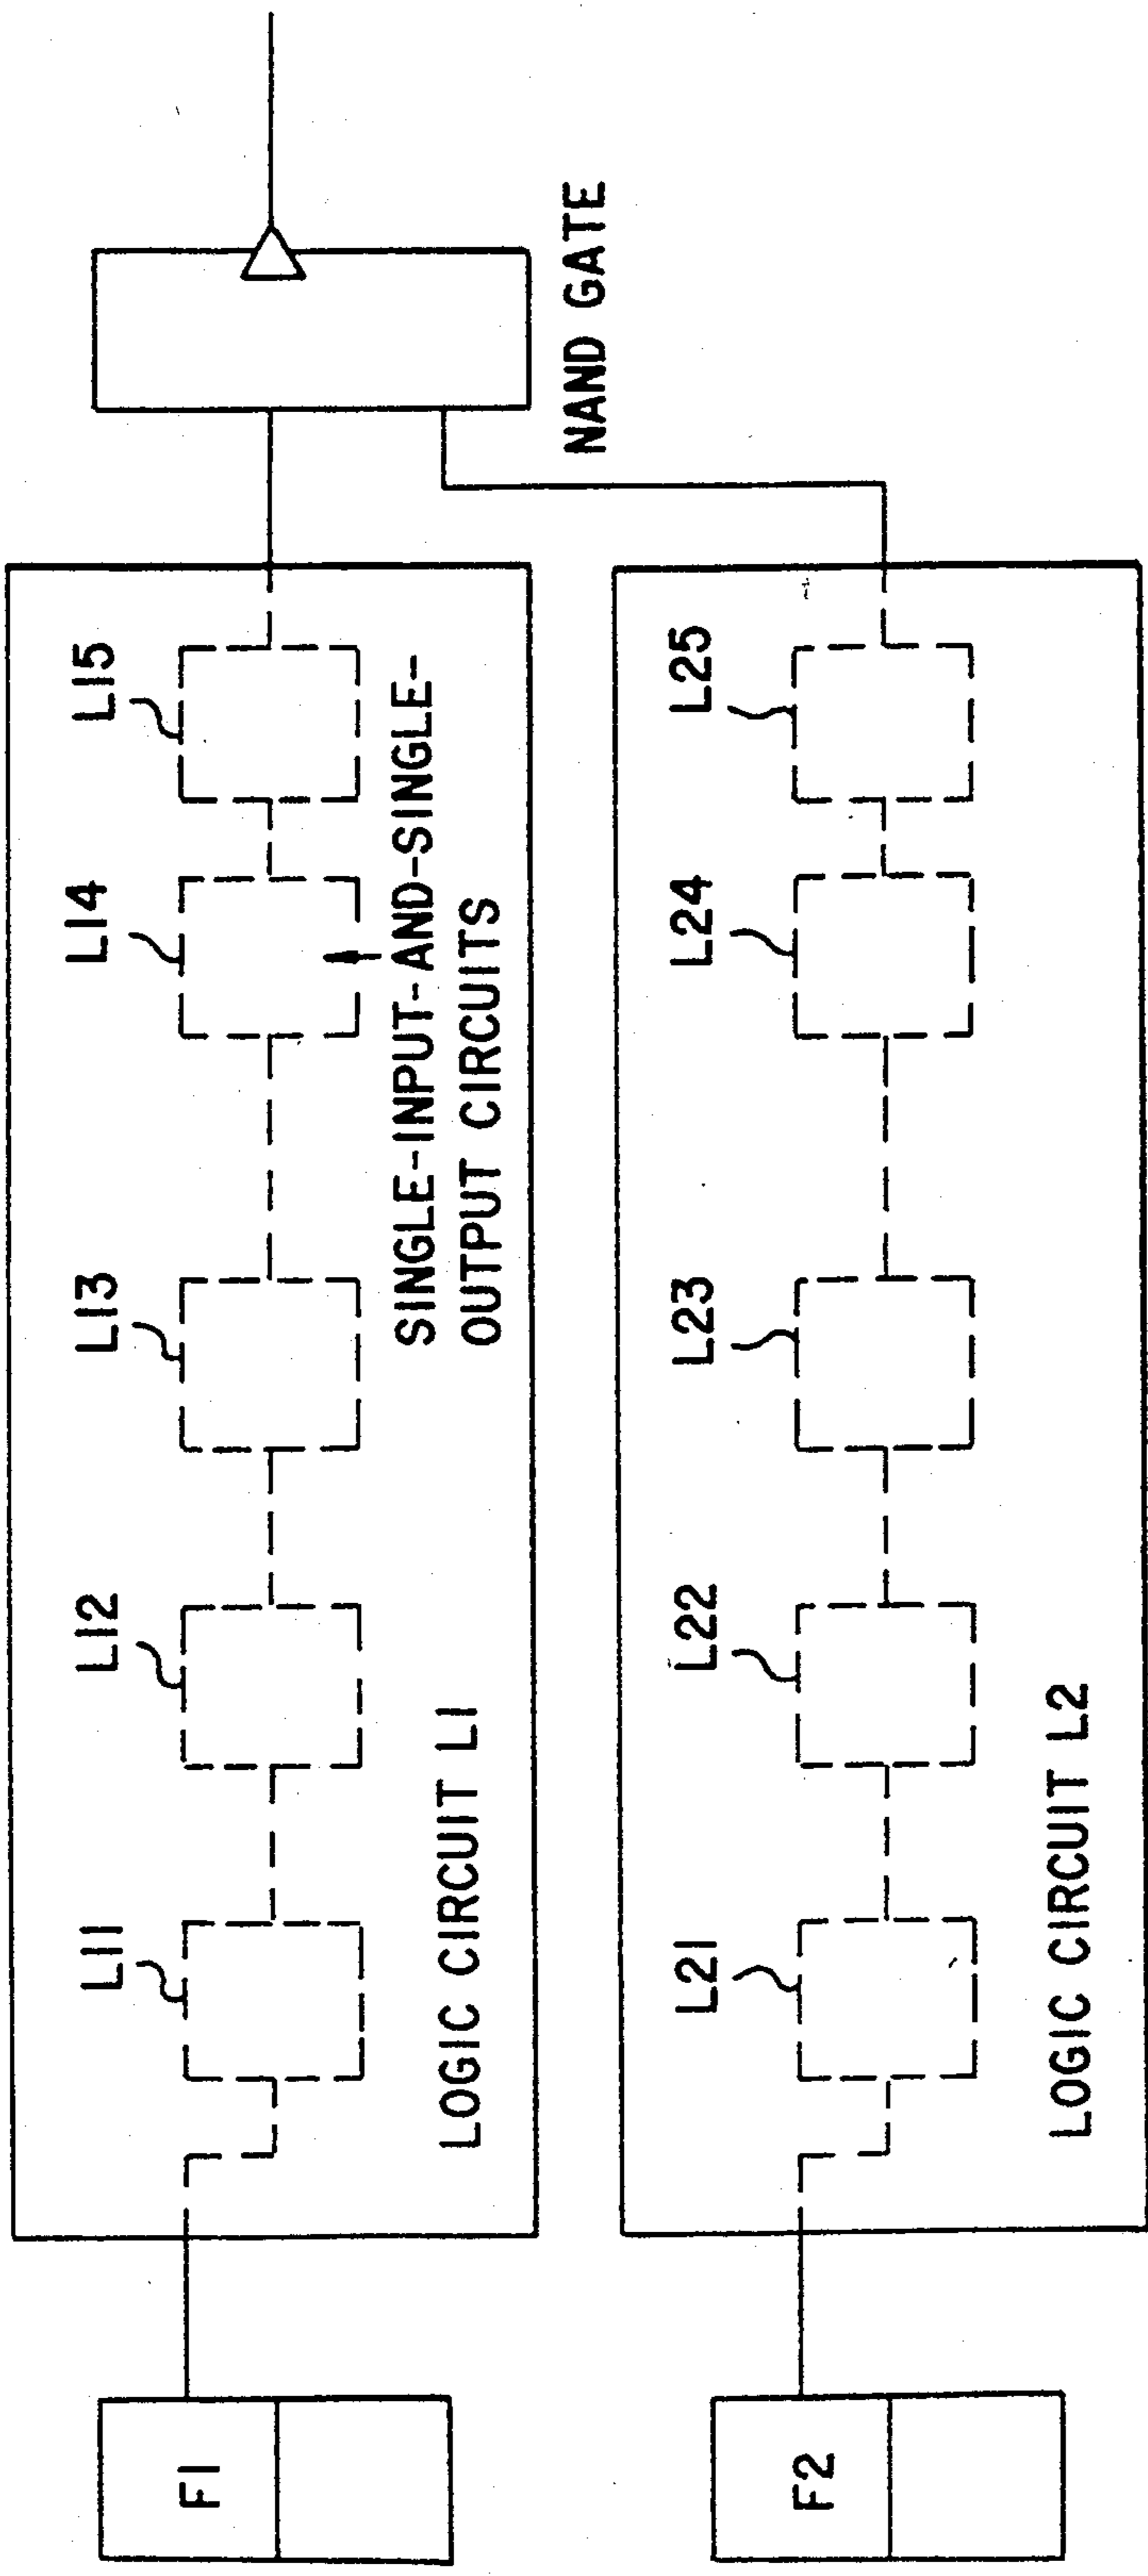 L11
L12
L13
L14
L15
SINGLE-INPUT-AND-SINGLE-
OUTPUT CIRCUITS
LOGIC CIRCUIT L1
F1
NAND GATE
L21
L22
L23
L24
L25
LOGIC CIRCUIT L2
F2